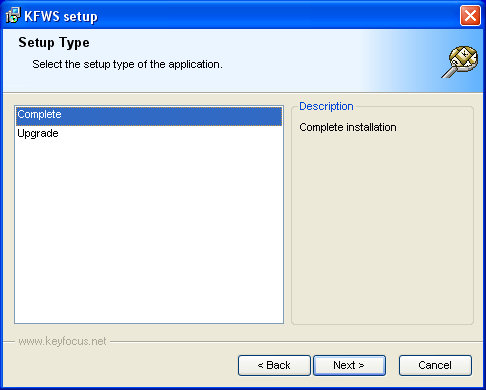 KFWS setup
Setup Type
Select the setup type of the application.
Complete
Upgrade
Description
Complete installation
www.keyfocus.net
< Back
Next >
Cancel